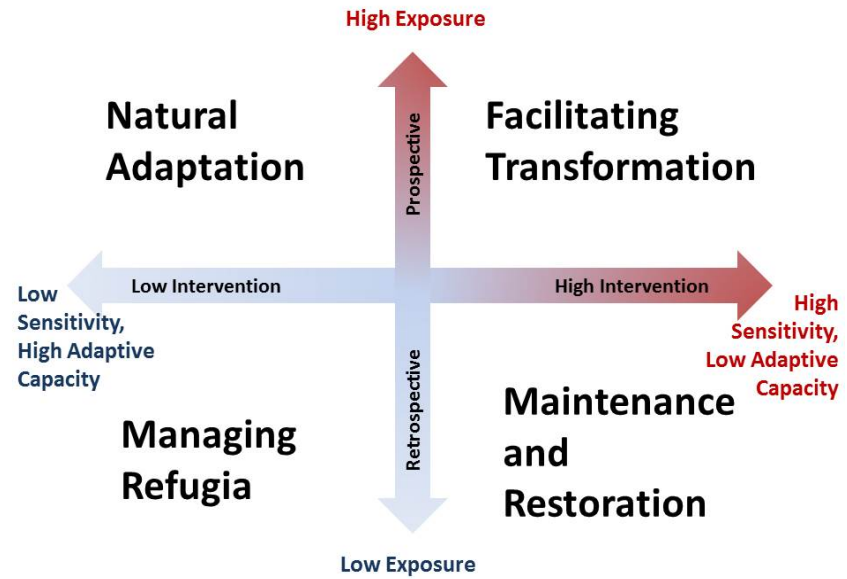 High Exposure
Natural
Adaptation
Prospective
Facilitating
Transformation
Low Intervention
High Intervention
Low
Sensitivity,
High Adaptive
Capacity
High
Sensitivity,
Low Adaptive
Capacity
Managing
Refugia
Retrospective
Maintenance
and
Restoration
Low Exposure